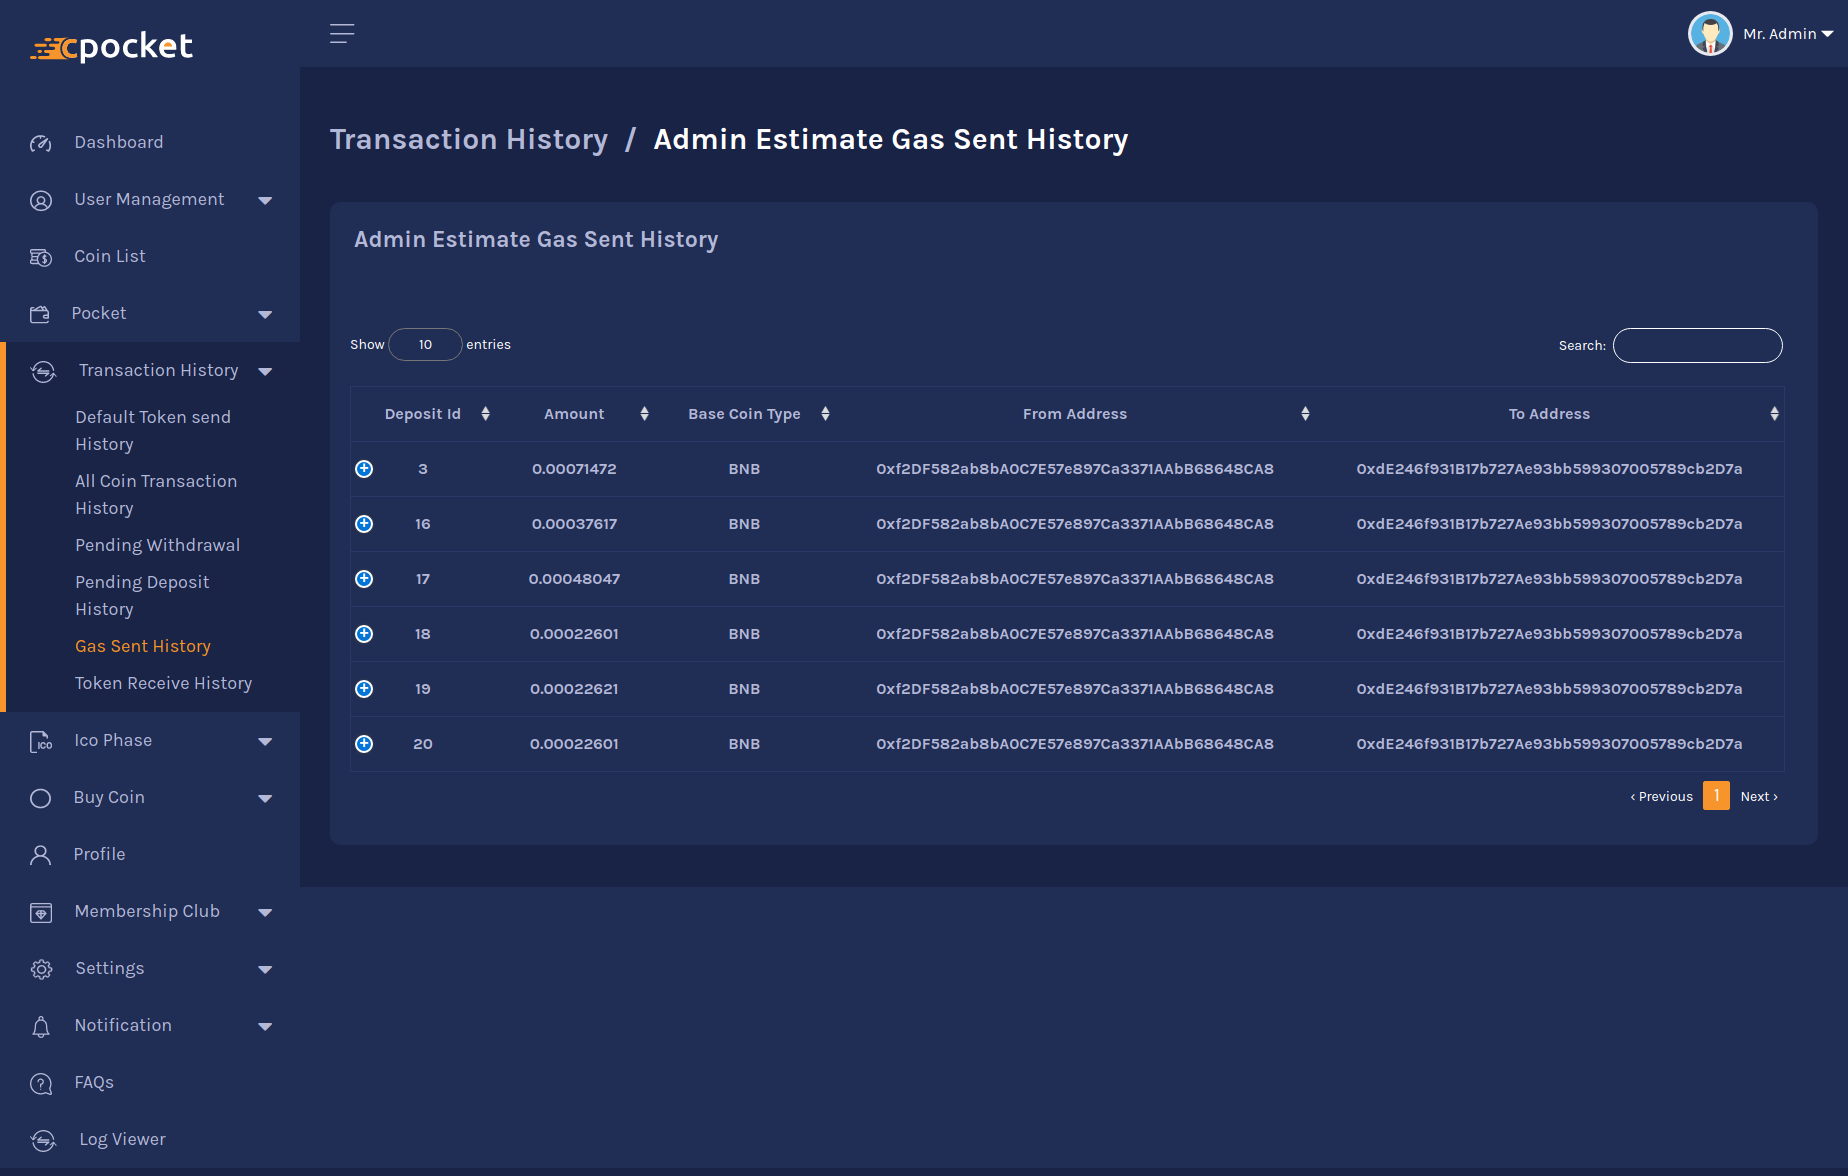 cpocket
Mr. Admin
Dashboard
User Management
Coin List
Pocket
Transaction History
Default Token send
History
All Coin Transaction
History
Pending Withdrawal
Pending Deposit
History
Gas Sent History
Token Receive History
ICO
Ico Phase
Buy Coin
Profile
Membership Club
Settings
Notification
FAQs
Log Viewer
Transaction History / Admin Estimate Gas Sent History
Admin Estimate Gas Sent History
Show 10 entries
Search:
Deposit Id Amount Base Coin Type From Address To Address
3 0.00071472 BNB 0xf2DF582ab8bA0C7E57e897Ca3371AAbB68648CA8 0xdE246f931B17b727Ae93bb599307005789cb2D7a
16 0.00037617 BNB 0xf2DF582ab8bA0C7E57e897Ca3371AAbB68648CA8 0xdE246f931B17b727Ae93bb599307005789cb2D7a
17 0.00048047 BNB 0xf2DF582ab8bA0C7E57e897Ca3371AAbB68648CA8 0xdE246f931B17b727Ae93bb599307005789cb2D7a
18 0.00022601 BNB 0xf2DF582ab8bA0C7E57e897Ca3371AAbB68648CA8 0xdE246f931B17b727Ae93bb599307005789cb2D7a
19 0.00022621 BNB 0xf2DF582ab8bA0C7E57e897Ca3371AAbB68648CA8 0xdE246f931B17b727Ae93bb599307005789cb2D7a
20 0.00022601 BNB 0xf2DF582ab8bA0C7E57e897Ca3371AAbB68648CA8 0xdE246f931B17b727Ae93bb599307005789cb2D7a
‹ Previous 1 Next ›